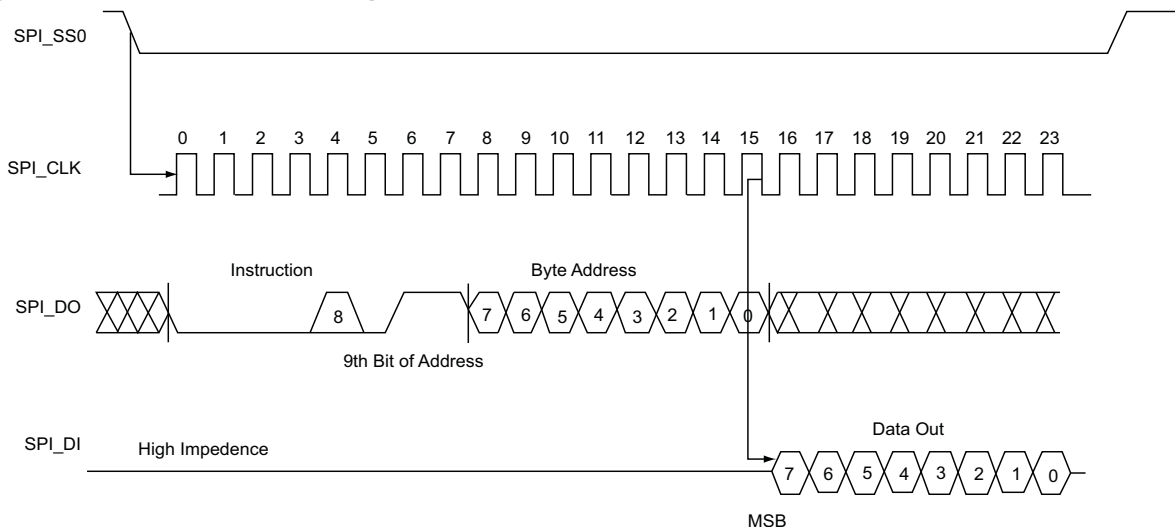 SPI_SS0
0 1 2 3 4 5 6 7 8 9 10 11 12 13 14 15 16 17 18 19 20 21 22 23
SPI_CLK
Instruction
Byte Address
SPI_DO
8
7 6 5 4 3 2 1 0
9th Bit of Address
SPI_DI
High Impedence
Data Out
7 6 5 4 3 2 1 0
MSB